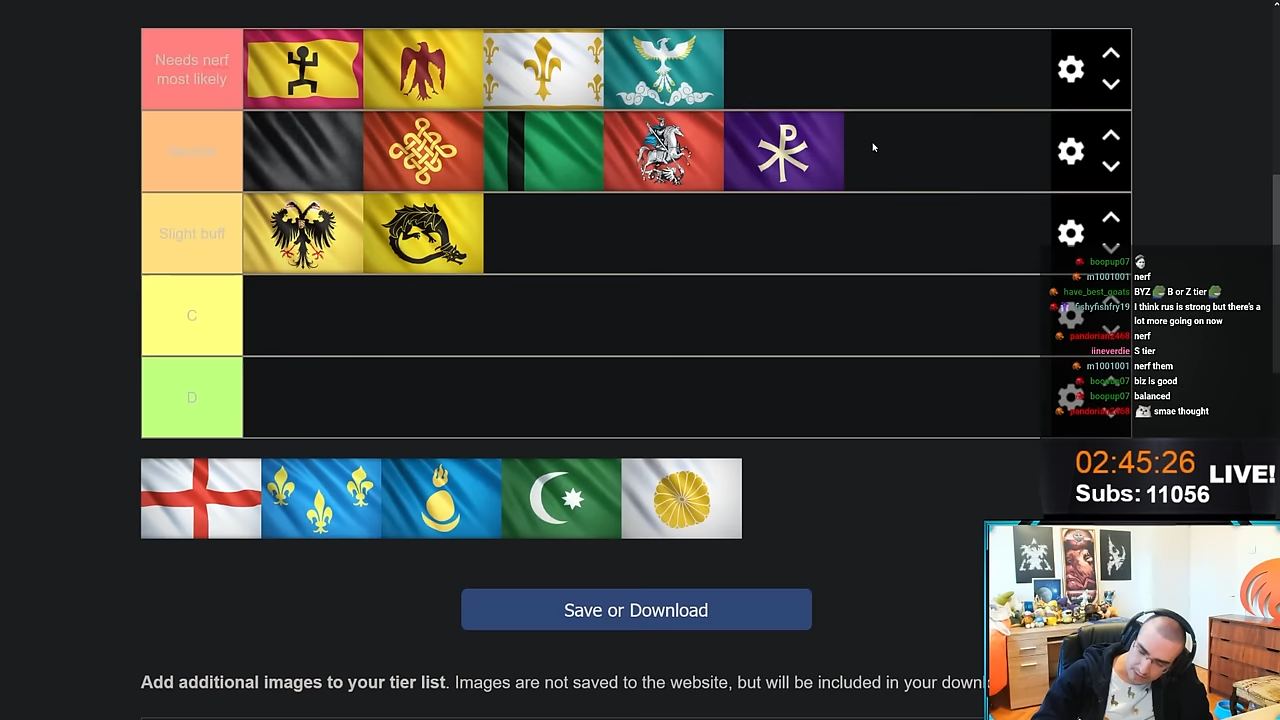 Needs nerf
most likely
Slight buff
C
D
boopup07
m1001001 nerf
have_best_goats BYZ B or Z tier
fishyfishfry19 I think rus is strong but there's a
lot more going on now
nerf
iineverdie S tier
m1001001 nerf them
boopup07 biz is good
boopup07 balanced
smae thought
02:45:26
Subs: 11056
LIVE!
Save or Download
Add additional images to your tier list. Images are not saved to the website, but will be included in your